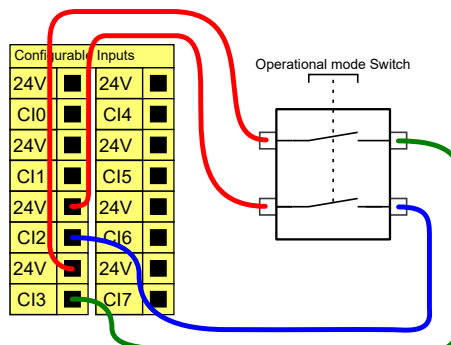 Configurable Inputs
Operational mode Switch
24V 24V
CI0 CI4
24V 24V
CI1 CI5
24V 24V
CI2 CI6
24V 24V
CI3 CI7